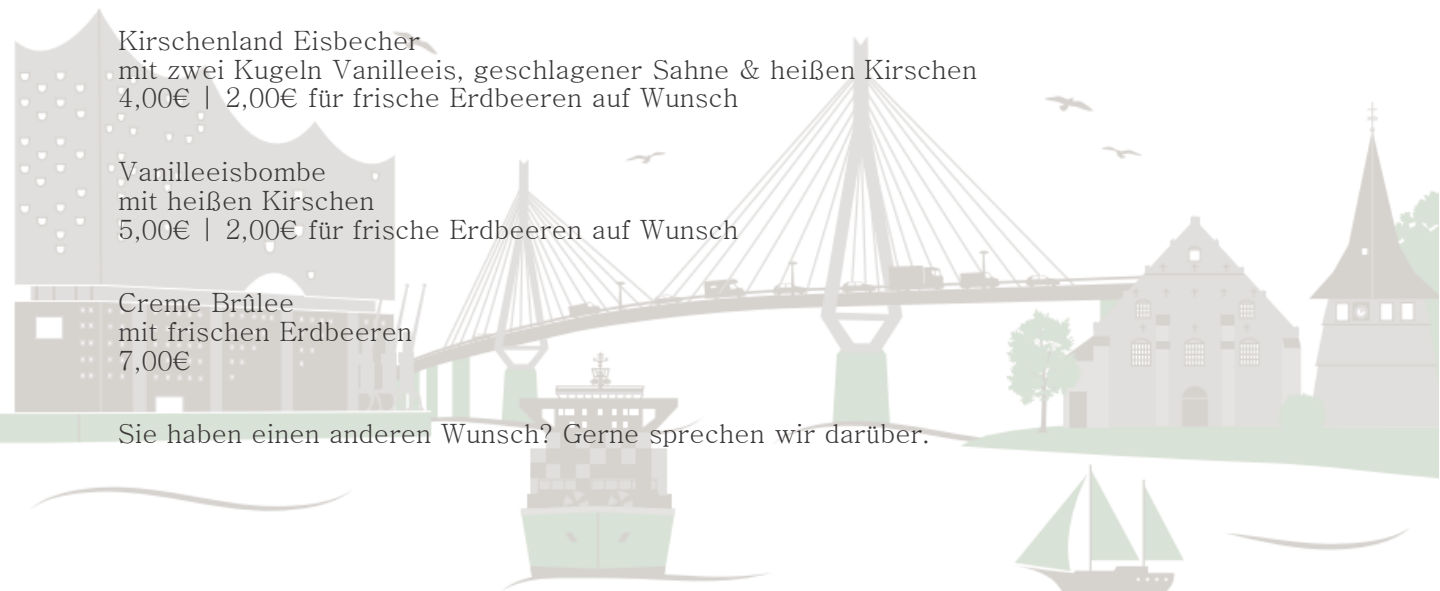 Kirschenland Eisbecher
mit zwei Kugeln Vanilleeis, geschlagener Sahne & heißen Kirschen
4,00€ | 2,00€ für frische Erdbeeren auf Wunsch
Vanilleeisbombe
mit heißen Kirschen
5,00€ | 2,00€ für frische Erdbeeren auf Wunsch
Creme Brûlee
mit frischen Erdbeeren
7,00€
Sie haben einen anderen Wunsch? Gerne sprechen wir darüber.